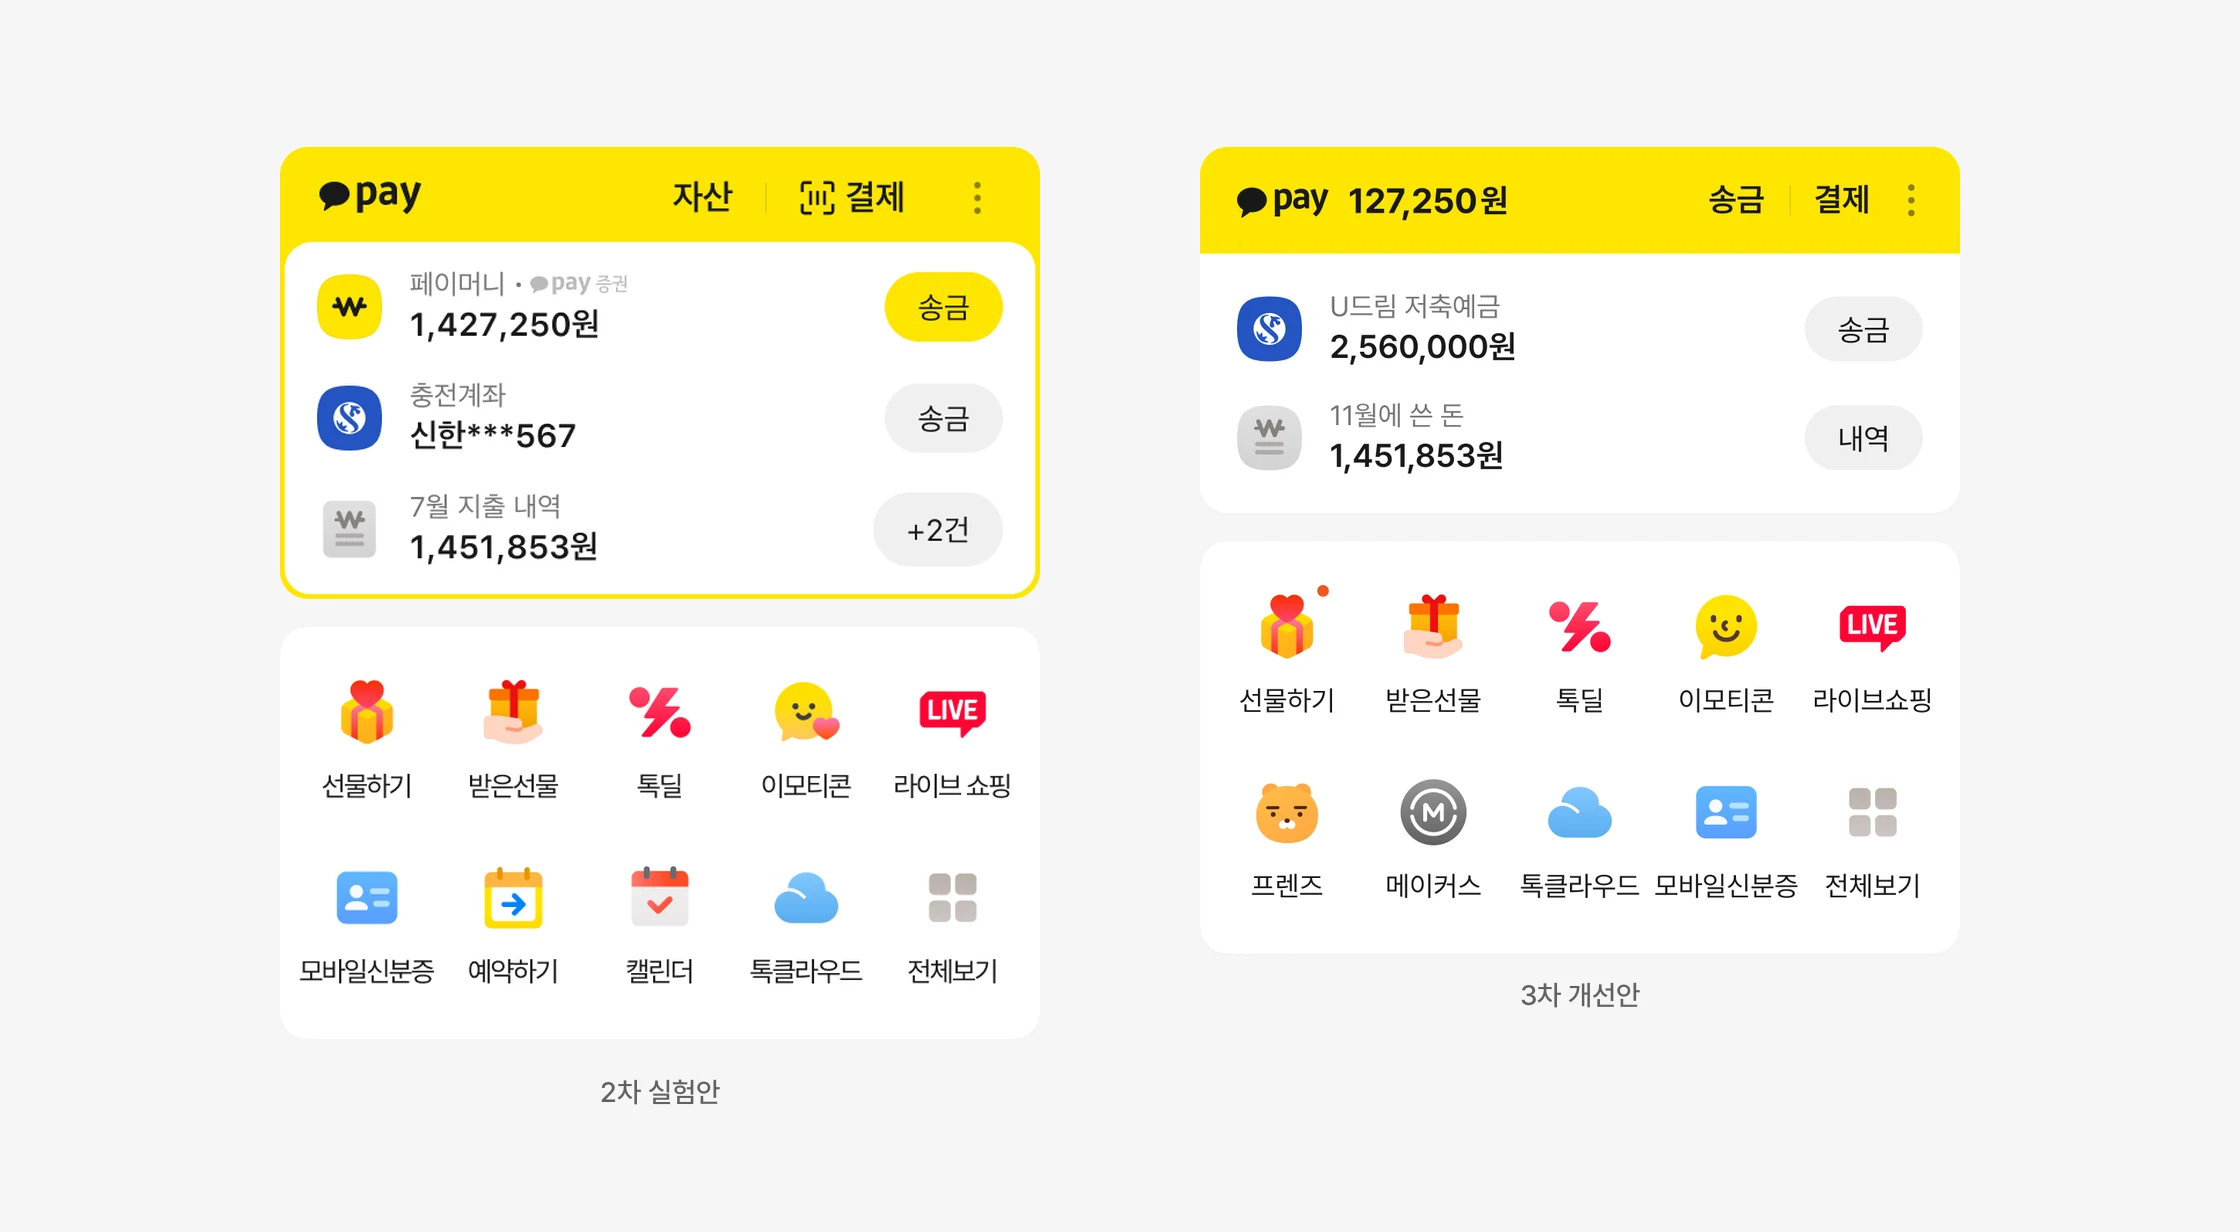 pay 자산 결제
페이머니 • pay 증권
1,427,250원
송금
충전계좌
신한***567
송금
7월 지출 내역
1,451,853원
+2건
선물하기 받은선물 톡딜 이모티콘 LIVE 라이브 쇼핑
모바일신분증 예약하기 캘린더 톡클라우드 전체보기
2차 실험안
pay 127,250원 송금 결제
U드림 저축예금
2,560,000원
송금
11월에 쓴 돈
1,451,853원
내역
선물하기 받은선물 톡딜 이모티콘 LIVE 라이브쇼핑
M
프렌즈 메이커스 톡클라우드 모바일신분증 전체보기
3차 개선안